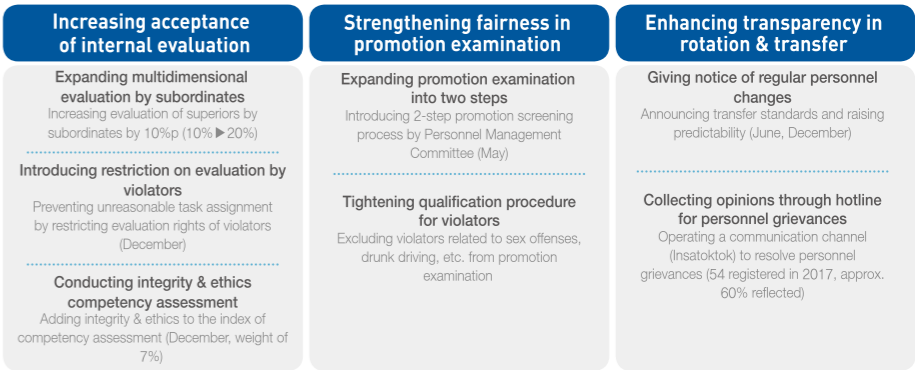 Increasing acceptance
of internal evaluation
Expanding multidimensional
evaluation by subordinates
Increasing evaluation of superiors by
subordinates by 10%p (10%▶20%)
Introducing restriction on evaluation by
violators
Preventing unreasonable task assignment
by restricting evaluation rights of violators
(December)
Conducting integrity & ethics
competency assessment
Adding integrity & ethics to the index of
competency assessment (December, weight of
7%)
Strengthening fairness in
promotion examination
Expanding promotion examination
into two steps
Introducing 2-step promotion screening
process by Personnel Management
Committee (May)
Tightening qualification procedure
for violators
Excluding violators related to sex offenses,
drunk driving, etc. from promotion
examination
Enhancing transparency in
rotation & transfer
Giving notice of regular personnel
changes
Announcing transfer standards and raising
predictability (June, December)
Collecting opinions through hotline
for personnel grievances
Operating a communication channel
(Insatoktok) to resolve personnel
grievances (54 registered in 2017, approx.
60% reflected)